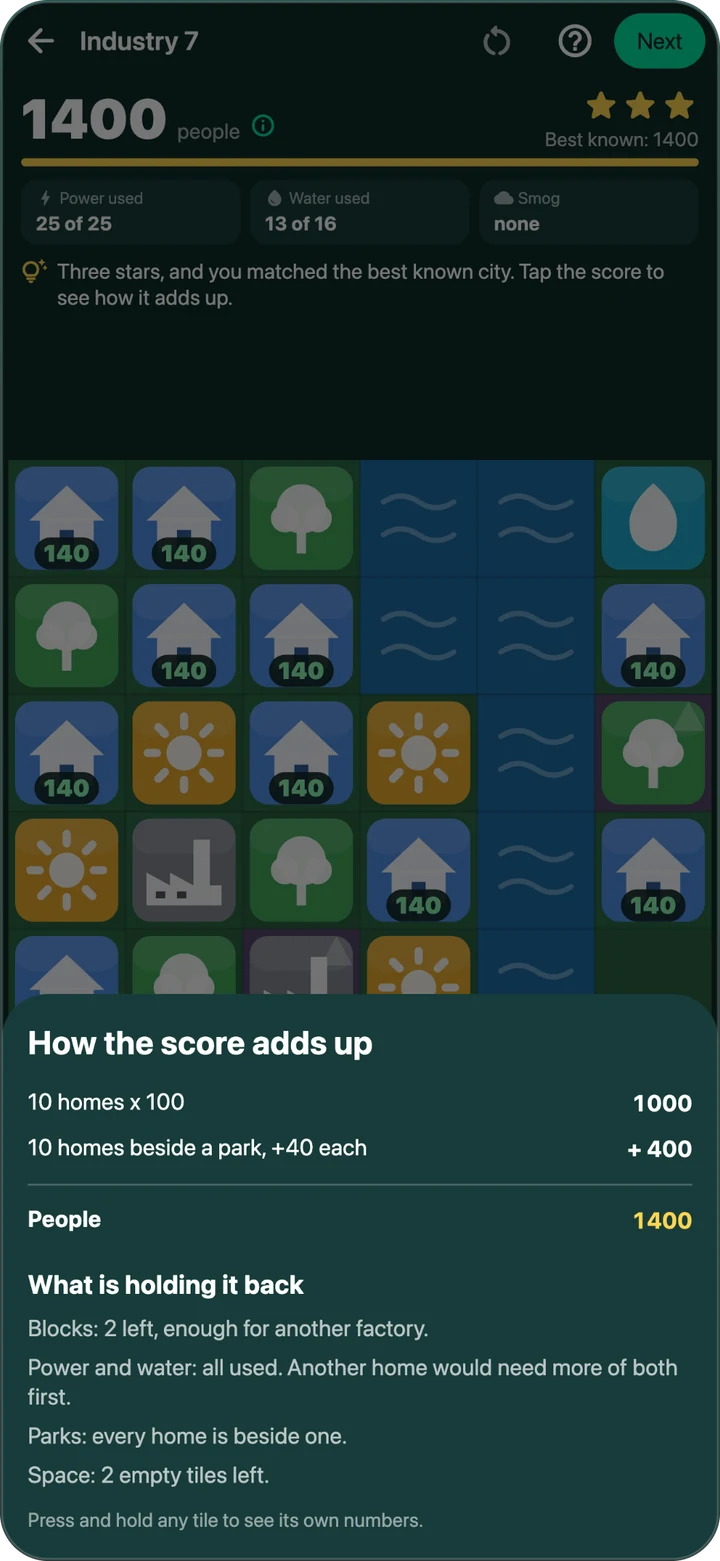 Industry 7
Next
1400 people
Best known: 1400
Power used
25 of 25
Water used
13 of 16
Smog
none
Three stars, and you matched the best known city. Tap the score to
see how it adds up.
140 140
140 140 140
140 140
140 140
How the score adds up
10 homes x 100 1000
10 homes beside a park, +40 each + 400
People 1400
What is holding it back
Blocks: 2 left, enough for another factory.
Power and water: all used. Another home would need more of both
first.
Parks: every home is beside one.
Space: 2 empty tiles left.
Press and hold any tile to see its own numbers.